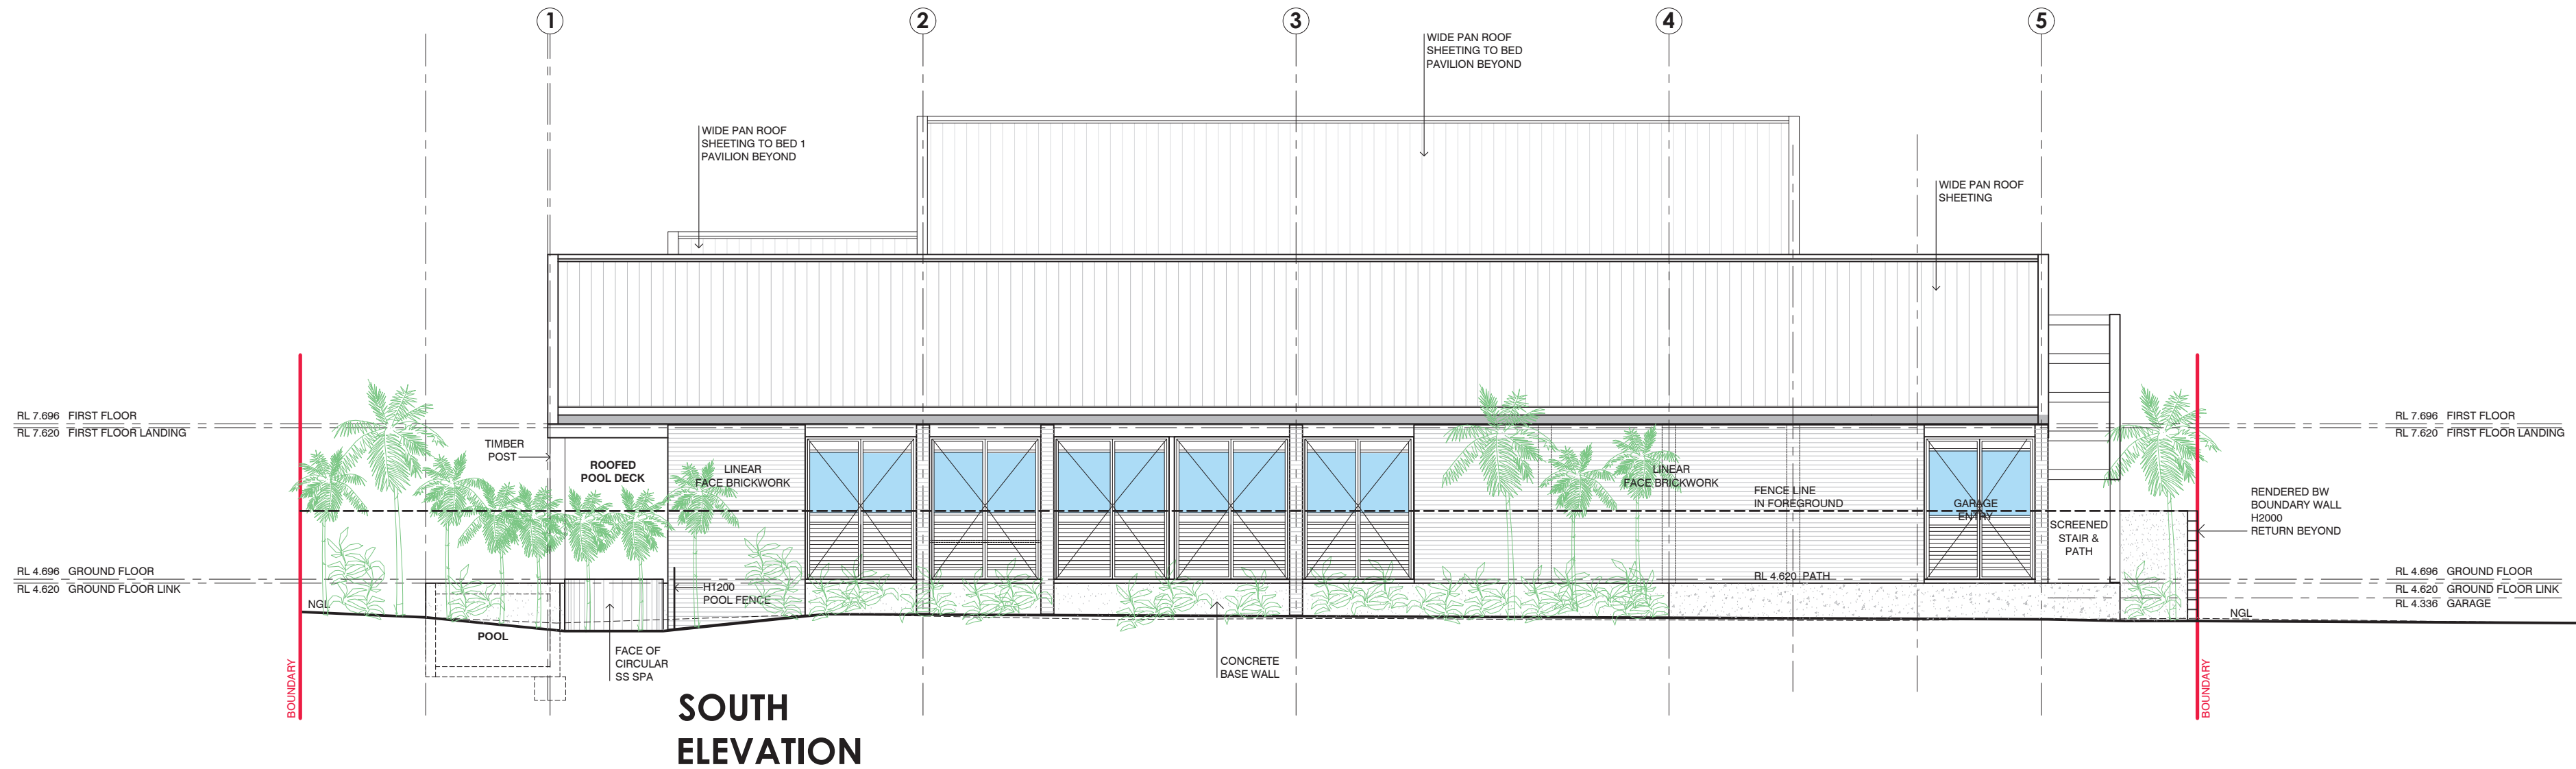 1
2
3
4
5
WIDE PAN ROOF
SHEETING TO BED
PAVILION BEYOND
WIDE PAN ROOF
SHEETING TO BED 1
PAVILION BEYOND
WIDE PAN ROOF
SHEETING
RL 7.696 FIRST FLOOR
RL 7.620 FIRST FLOOR LANDING
RL 7.696 FIRST FLOOR
RL 7.620 FIRST FLOOR LANDING
TIMBER
POST
ROOFED
POOL DECK
LINEAR
FACE BRICKWORK
LINEAR
FACE BRICKWORK
FENCE LINE
IN FOREGROUND
GARAGE
ENTRY
SCREENED
STAIR &
PATH
RENDERED BW
BOUNDARY WALL
H2000
RETURN BEYOND
RL 4.696 GROUND FLOOR
RL 4.620 GROUND FLOOR LINK
RL 4.620 PATH
RL 4.696 GROUND FLOOR
RL 4.620 GROUND FLOOR LINK
RL 4.336 GARAGE
NGL
H1200
POOL FENCE
NGL
POOL
FACE OF
CIRCULAR
SS SPA
CONCRETE
BASE WALL
BOUNDARY
BOUNDARY
SOUTH
ELEVATION